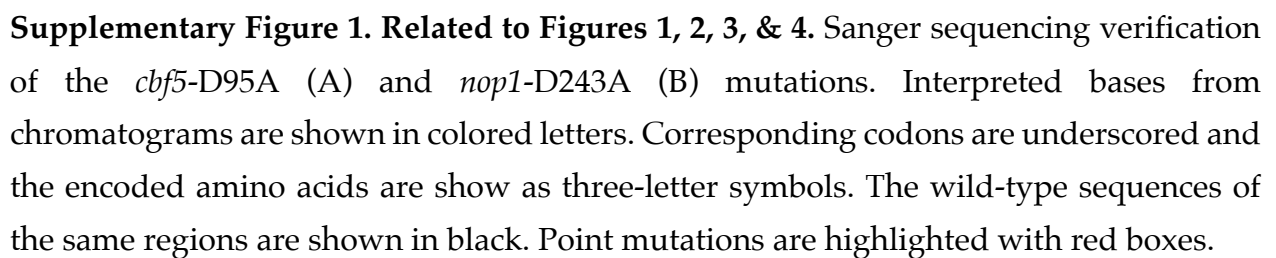 Supplementary Figure 1. Related to Figures 1, 2, 3, & 4. Sanger sequencing verification
of the cbf5-D95A (A) and nop1-D243A (B) mutations. Interpreted bases from
chromatograms are shown in colored letters. Corresponding codons are underscored and
the encoded amino acids are show as three-letter symbols. The wild-type sequences of
the same regions are shown in black. Point mutations are highlighted with red boxes.